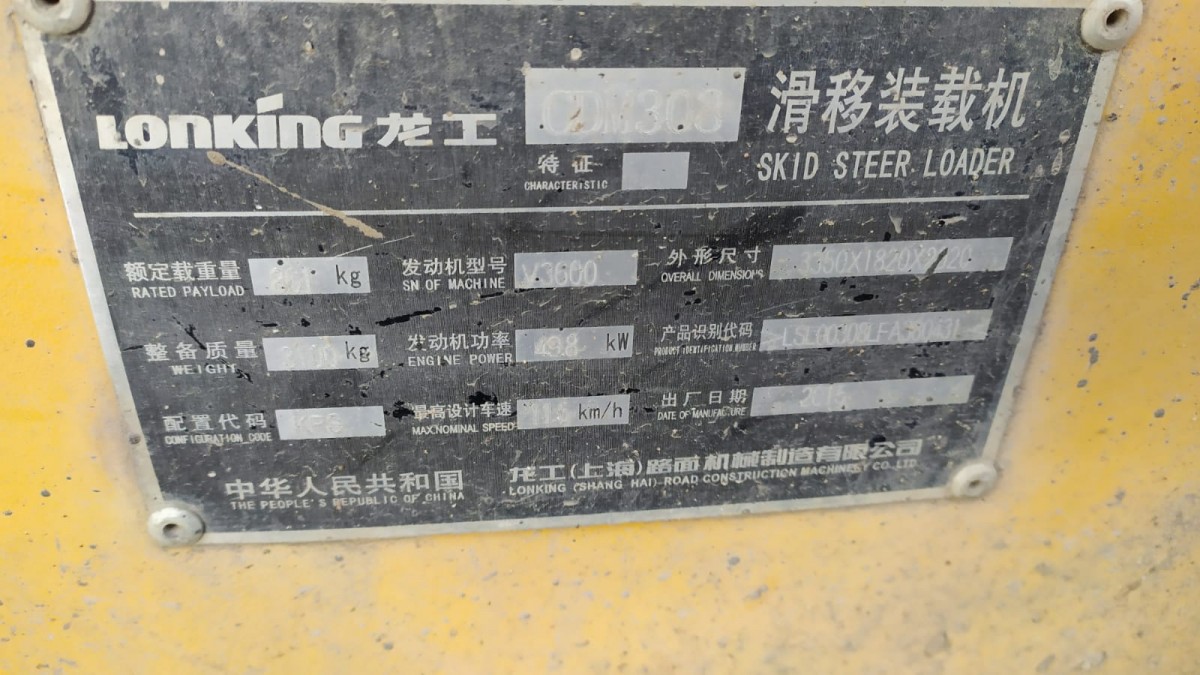 LONKING 龙工 CDM308 滑移装载机
特征
CHARACTERISTIC
SKID STEER LOADER
额定载重量 kg
RATED PAYLOAD
发动机型号 V3600
SN OF MACHINE
外形尺寸
OVERALL DIMENSIONS
整备质量 kg
WEIGHT
发动机功率 49.8 kW
ENGINE POWER
产品识别代码
PRODUCT IDENTIFICATION NUMBER
配置代码
CONFIGURATION CODE
最高设计车速 km/h
MAX.NOMINAL SPEED
出厂日期
DATE OF MANUFACTURE
中华人民共和国
THE PEOPLE'S REPUBLIC OF CHINA
龙工(上海)路面机械制造有限公司
LONKING (SHANG HAI) ROAD CONSTRUCTION MACHINESY CO LTD